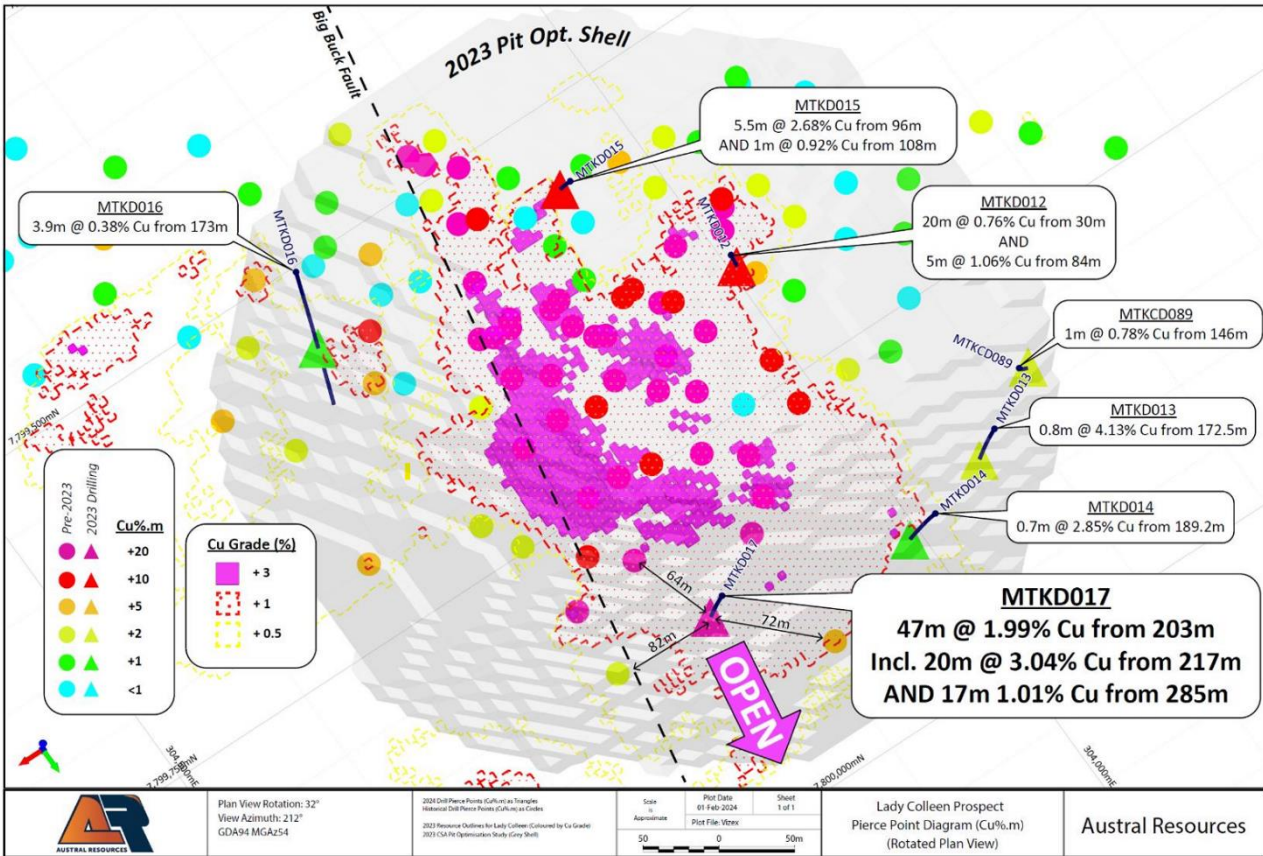 Big Buck Fault
2023 Pit Opt. Shell
MTKD015
5.5m @ 2.68% Cu from 96m
AND 1m @ 0.92% Cu from 108m
MTKD015
MTKD016
3.9m @ 0.38% Cu from 173m
MTKD016
MTKD012
20m @ 0.76% Cu from 30m
AND
5m @ 1.06% Cu from 84m
MTKD012
MTKCD089
1m @ 0.78% Cu from 146m
MTKCD089
MTKD013
MTKD013
0.8m @ 4.13% Cu from 172.5m
MTKD014
MTKD014
0.7m @ 2.85% Cu from 189.2m
7,799,500mN
Pre-2023
2023 Drilling
Cu%.m
+20
+10
+5
+2
+1
<1
Cu Grade (%)
+ 3
+ 1
+ 0.5
MTKD017
64m
72m
82m
OPEN
MTKD017
47m @ 1.99% Cu from 203m
Incl. 20m @ 3.04% Cu from 217m
AND 17m 1.01% Cu from 285m
304,000mE
AR
AUSTRAL RESOURCES
Plan View Rotation: 32°
View Azimuth: 212°
GDA94 MGAz54
2024 Drill Pierce Points (Cu%.m) as Triangles
Historical Drill Pierce Points (Cu%.m) as Circles
2023 Resource Outlines for Lady Colleen (Coloured by Cu Grade)
2023 CSA Pit Optimisation Study (Grey Shell)
Scale
is
Approximate
Plot Date
01-Feb-2024
Sheet
1 of 1
Plot File: Vizex
50 0 50m
Lady Colleen Prospect
Pierce Point Diagram (Cu%.m)
(Rotated Plan View)
Austral Resources